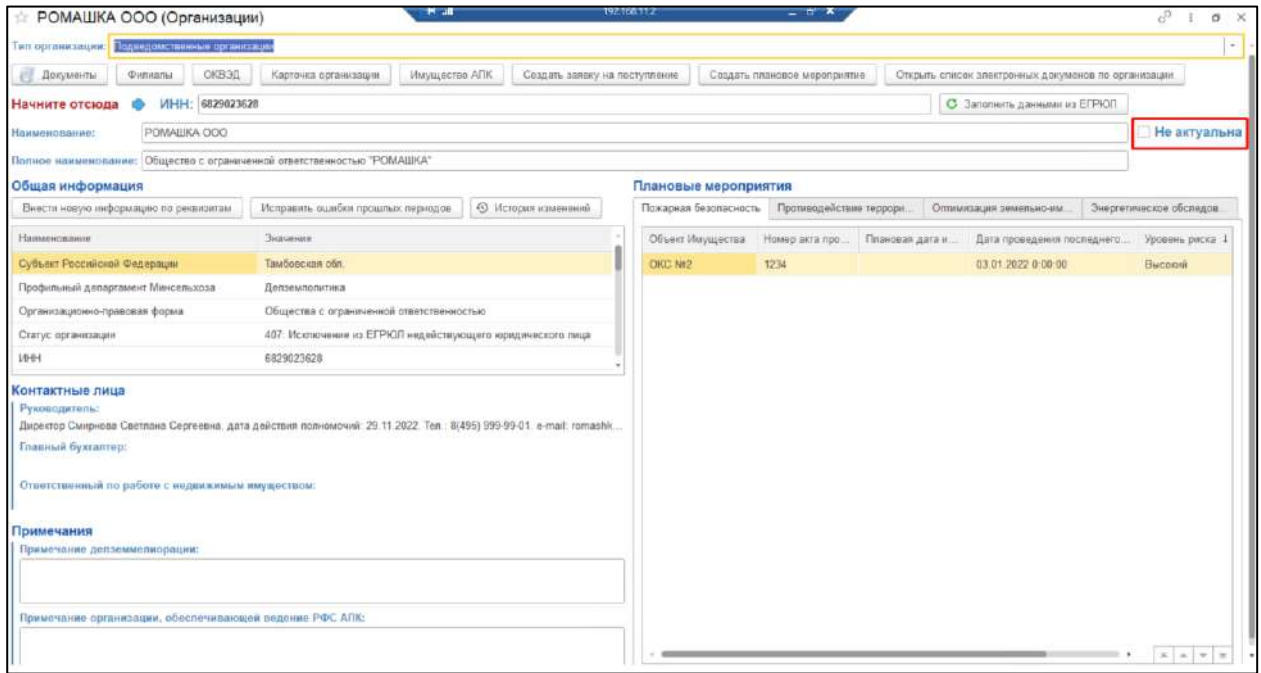 192.168.11.2
РОМАШКА ООО (Организации)
Тип организации: Подведомственные организации
Документы Филиалы ОКВЭД Карточка организации Имущество АПК Создать заявку на поступление Создать плановое мероприятие Открыть список электронных документов по организации
Начните отсюда ИНН: 6829023628 Заполнить данными из ЕГРЮЛ
Наименование: РОМАШКА ООО Не актуальна
Полное наименование: Общество с ограниченной ответственностью "РОМАШКА"
Общая информация
Внести новую информацию по реквизитам Исправить ошибки прошлых периодов История изменений
Наименование Значение
Субъект Российской Федерации Тамбовская обл.
Профильный департамент Минсельхоза Депземполитика
Организационно-правовая форма Общества с ограниченной ответственностью
Статус организации 407: Исключение из ЕГРЮЛ недействующего юридического лица
ИНН 6829023628
Контактные лица
Руководитель:
Директор Смирнова Светлана Сергеевна, дата действия полномочий: 29.11.2022. Тел.: 8(495) 999-99-01. e-mail: romashk...
Главный бухгалтер:
Ответственный по работе с недвижимым имуществом:
Примечания
Примечание депземмелиорации:
Примечание организации, обеспечивающей ведение РФС АПК:
Плановые мероприятия
Пожарная безопасность Противодействие террори... Оптимизация земельно-им... Энергетическое обследов...
Объект Имущества Номер акта про... Плановая дата и... Дата проведения последнего... Уровень риска
ОКС №2 1234 03.01.2022 0:00:00 Высокий